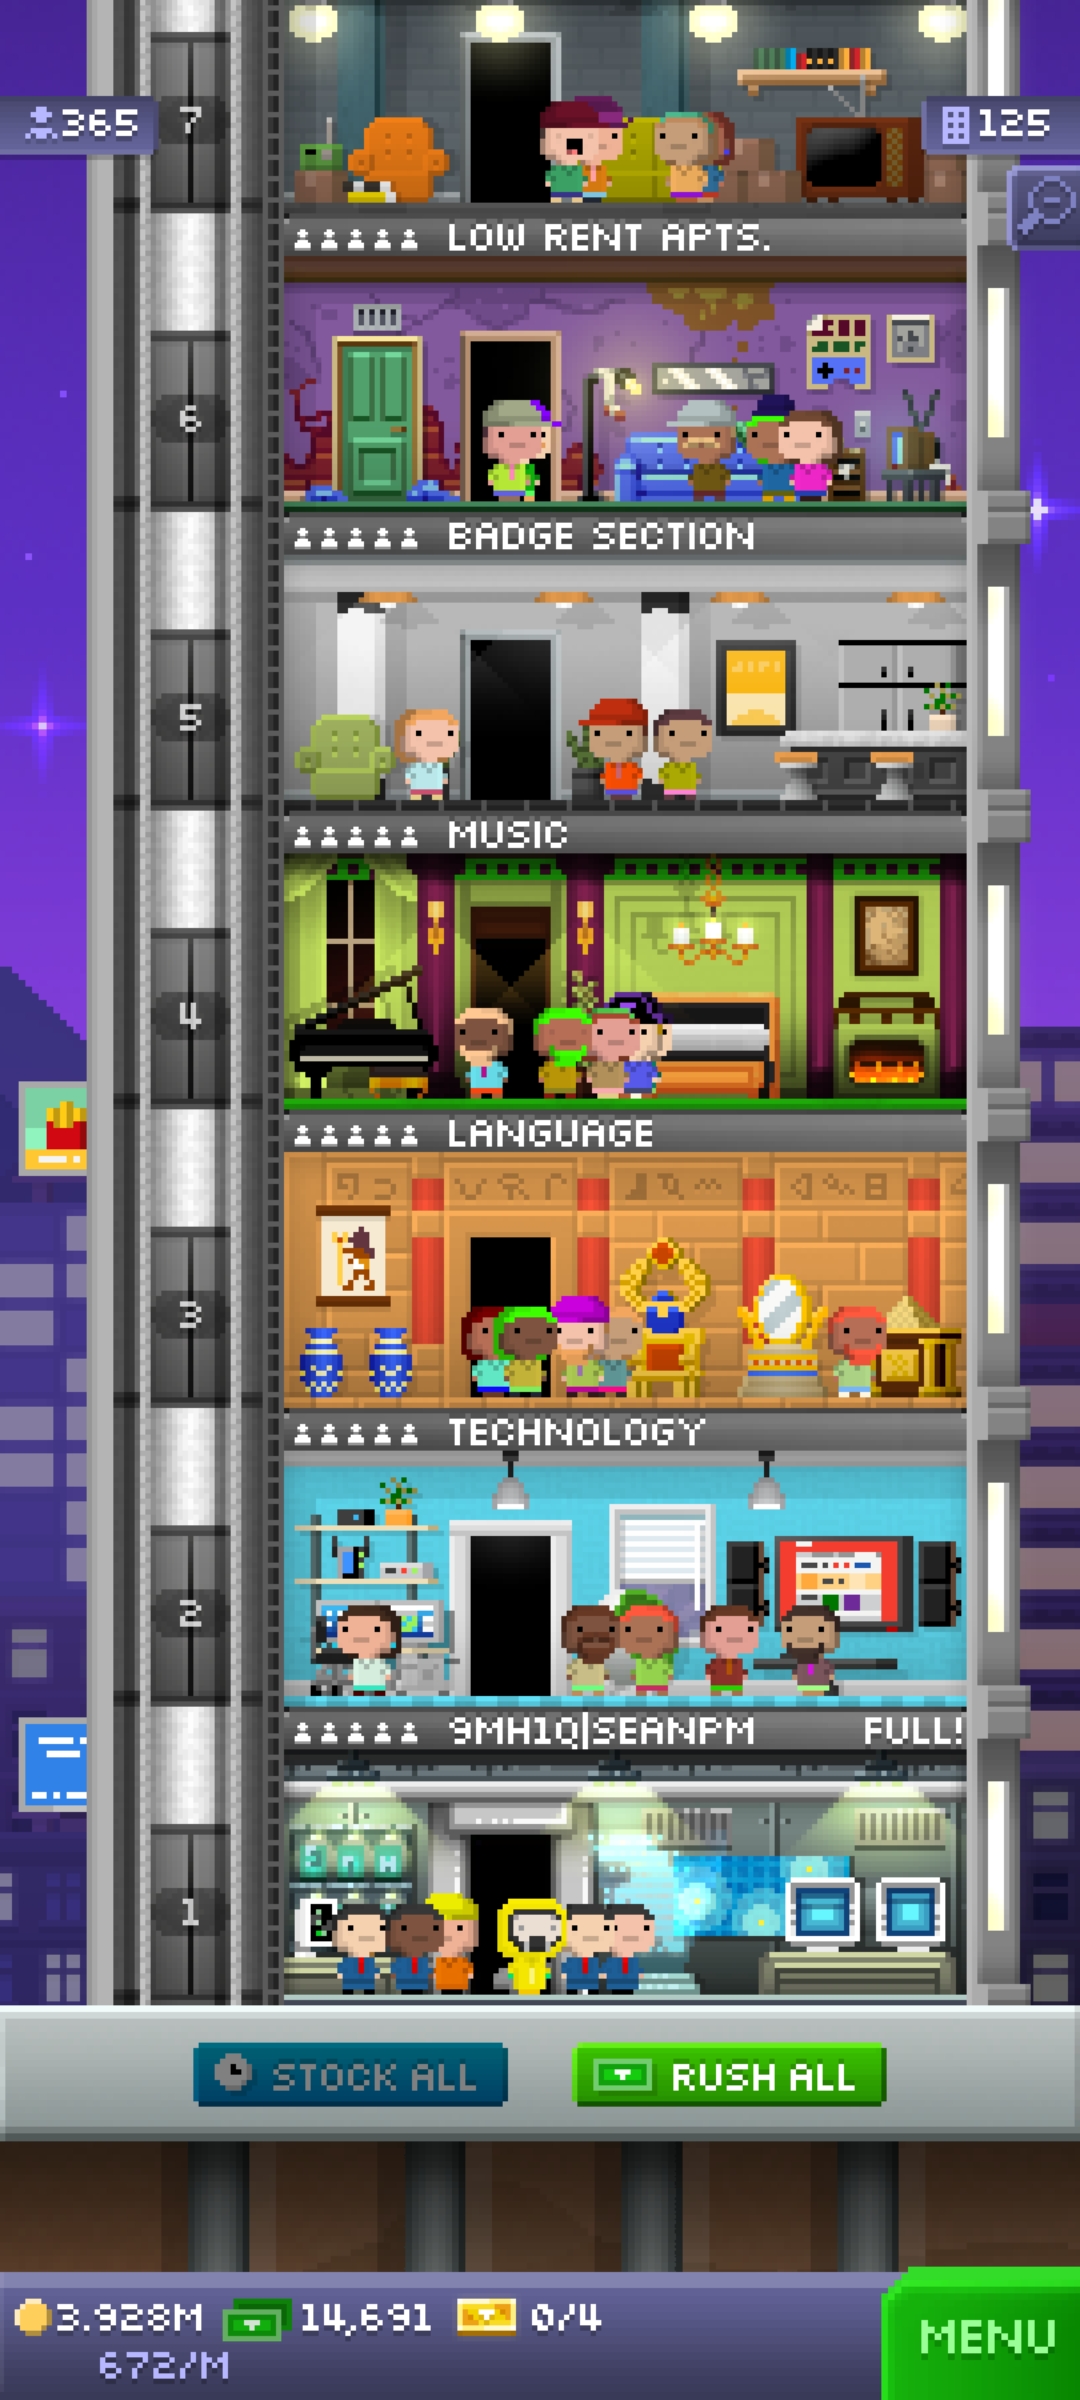 365
7
125
LOW RENT APTS.
6
BADGE SECTION
5
MUSIC
4
LANGUAGE
3
TECHNOLOGY
2
9MH1Q|SEANPM FULL!
1
STOCK ALL
RUSH ALL
3.928M 14,691 0/4
672/M
MENU